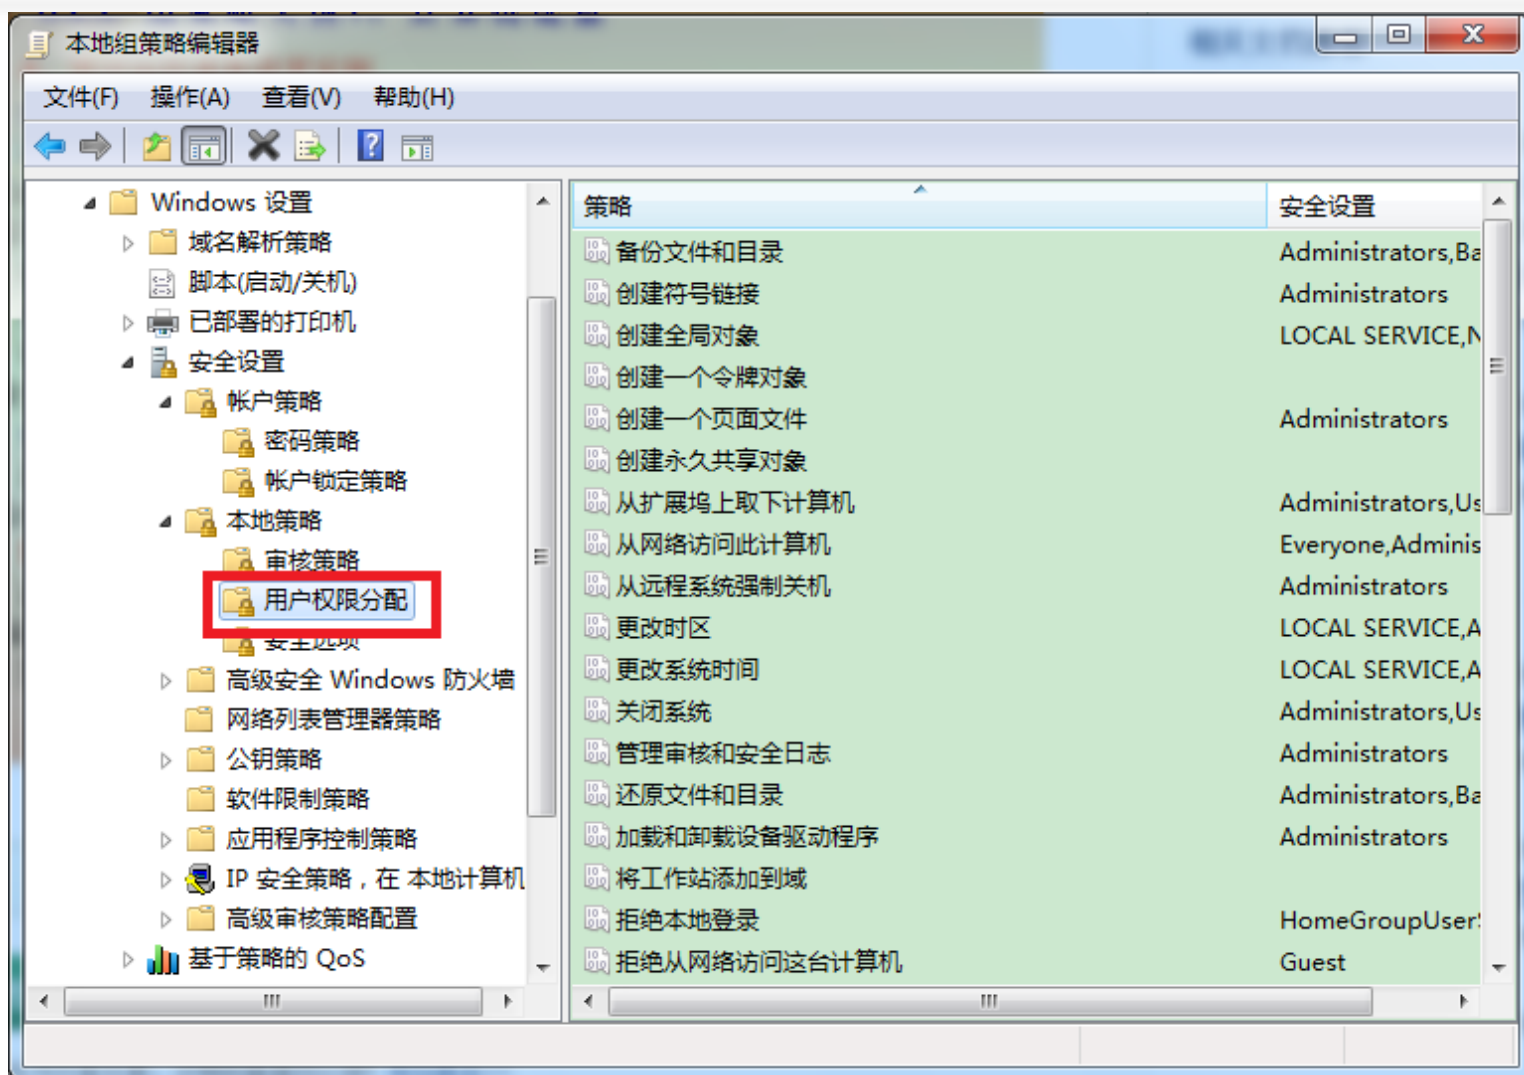 本地组策略编辑器
文件(F) 操作(A) 查看(V) 帮助(H)
Windows 设置
域名解析策略
脚本(启动/关机)
已部署的打印机
安全设置
帐户策略
密码策略
帐户锁定策略
本地策略
审核策略
用户权限分配
安全选项
高级安全 Windows 防火墙
网络列表管理器策略
公钥策略
软件限制策略
应用程序控制策略
IP 安全策略，在 本地计算机
高级审核策略配置
基于策略的 QoS
策略 安全设置
备份文件和目录 Administrators,Ba
创建符号链接 Administrators
创建全局对象 LOCAL SERVICE,N
创建一个令牌对象
创建一个页面文件 Administrators
创建永久共享对象
从扩展坞上取下计算机 Administrators,Us
从网络访问此计算机 Everyone,Adminis
从远程系统强制关机 Administrators
更改时区 LOCAL SERVICE,A
更改系统时间 LOCAL SERVICE,A
关闭系统 Administrators,Us
管理审核和安全日志 Administrators
还原文件和目录 Administrators,Ba
加载和卸载设备驱动程序 Administrators
将工作站添加到域
拒绝本地登录 HomeGroupUser
拒绝从网络访问这台计算机 Guest